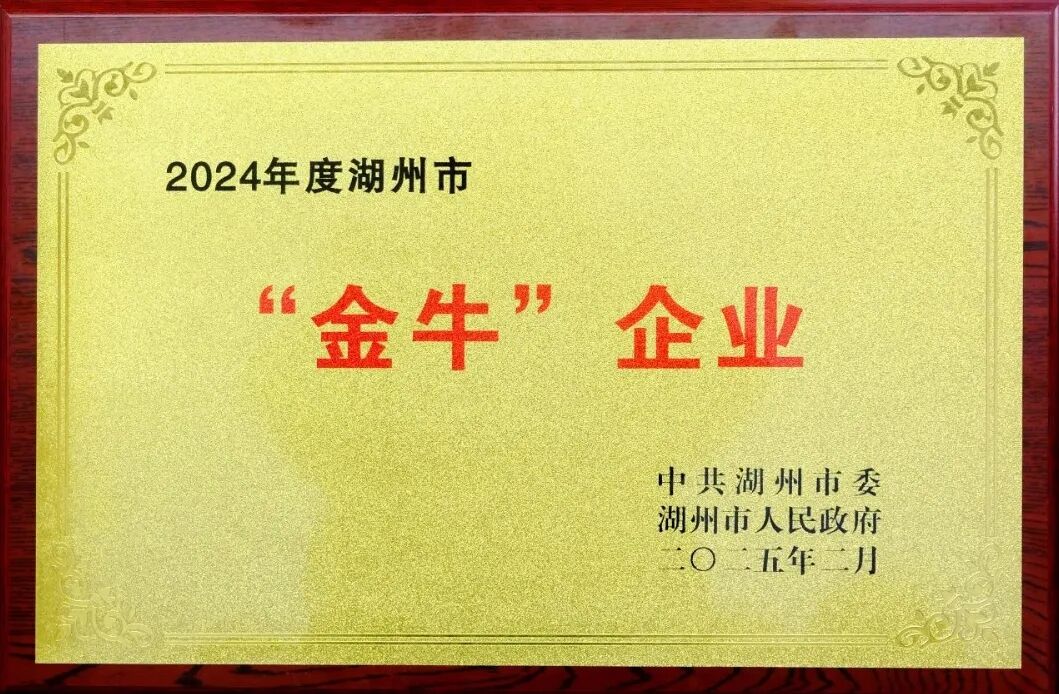 2024年度湖州市
“金牛”企业
中共湖州市委
湖州市人民政府
二〇二五年二月